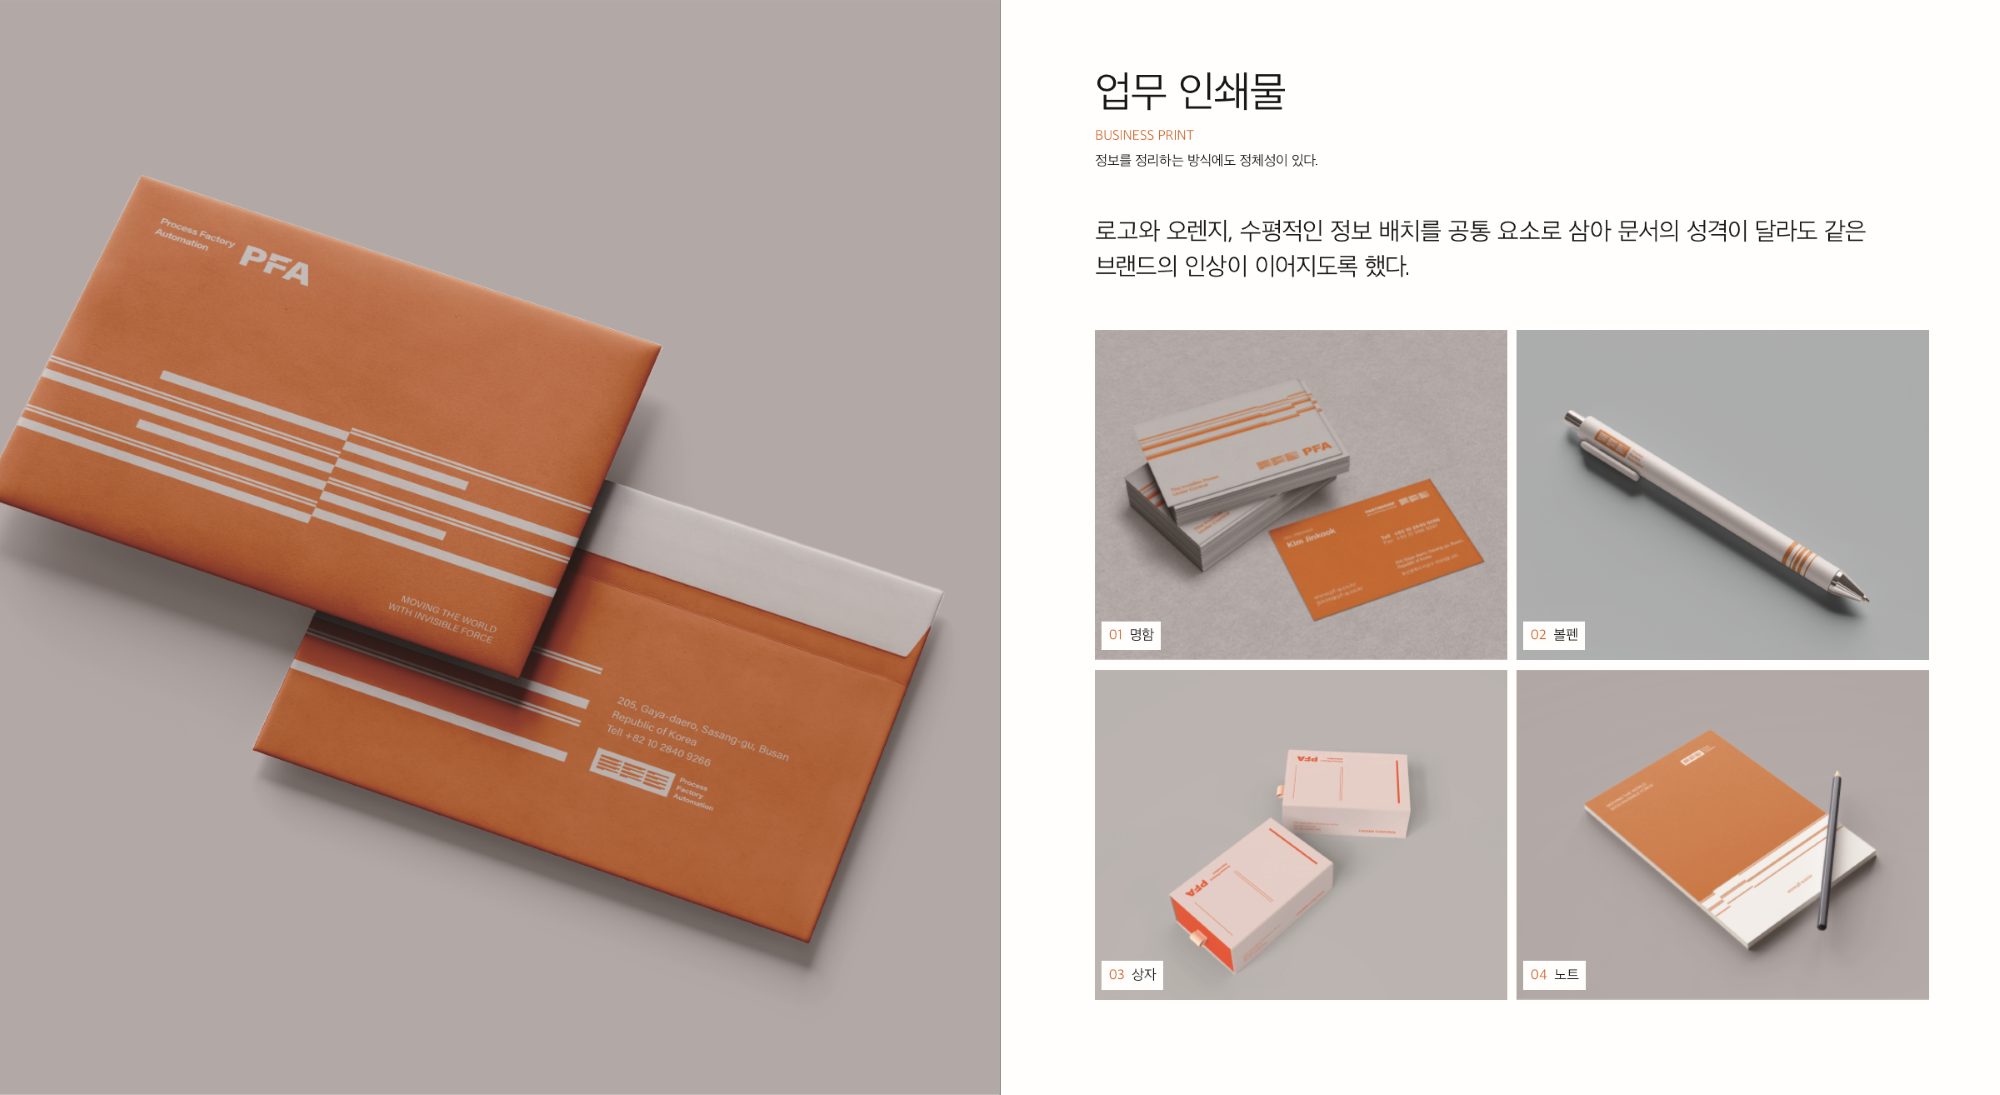 Process Factory
Automation
PFA
MOVING THE WORLD
WITH INVISIBLE FORCE
205, Gaya-daero, Sasang-gu, Busan
Republic of Korea
Tell +82 10 2840 9266
Process
Factory
Automation
업무 인쇄물
BUSINESS PRINT
정보를 정리하는 방식에도 정체성이 있다.
로고와 오렌지, 수평적인 정보 배치를 공통 요소로 삼아 문서의 성격이 달라도 같은
브랜드의 인상이 이어지도록 했다.
PFA
Kim Jinkook
01 명함
02 볼펜
PFA
PFA
03 상자
04 노트